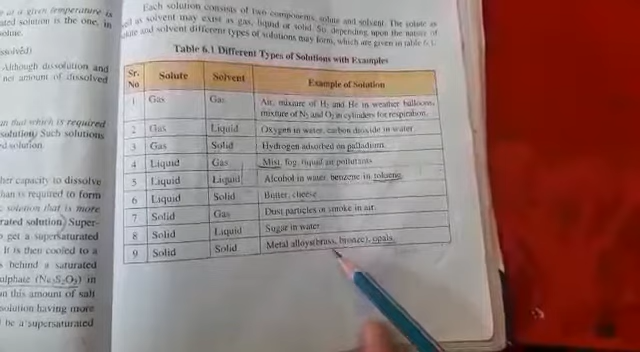 e at a given temperature is
ated solution is the one, in
solute.
ssolved)
Although dissolution and
net amount of dissolved
an that which is required
solution. Such solutions
ed solution.
her capacity to dissolve
than is required to form
solution that is more
rated solution. Super-
o get a supersaturated
It is then cooled to a
s behind a saturated
ulphate (Na₂S₂O₃) in
in this amount of salt
solution having more
be a supersaturated
Each solution consists of two components, solute and solvent. The solute as
well as solvent may exist as gas, liquid or solid. So depending upon the nature of
solute and solvent different types of solutions may form, which are given in table 6.1.
Table 6.1 Different Types of Solutions with Examples
Sr. No Solute Solvent Example of Solution
1 Gas Gas Air, mixture of H₂ and He in weather balloons,
mixture of N₂ and O₂ in cylinders for respiration.
2 Gas Liquid Oxygen in water, carbon dioxide in water
3 Gas Solid Hydrogen adsorbed on palladium
4 Liquid Gas Mist, fog, liquid air pollutants
5 Liquid Liquid Alcohol in water, benzene in toluene
6 Liquid Solid Butter, cheese
7 Solid Gas Dust particles or smoke in air.
8 Solid Liquid Sugar in water
9 Solid Solid Metal alloys(brass, bronze), opals.